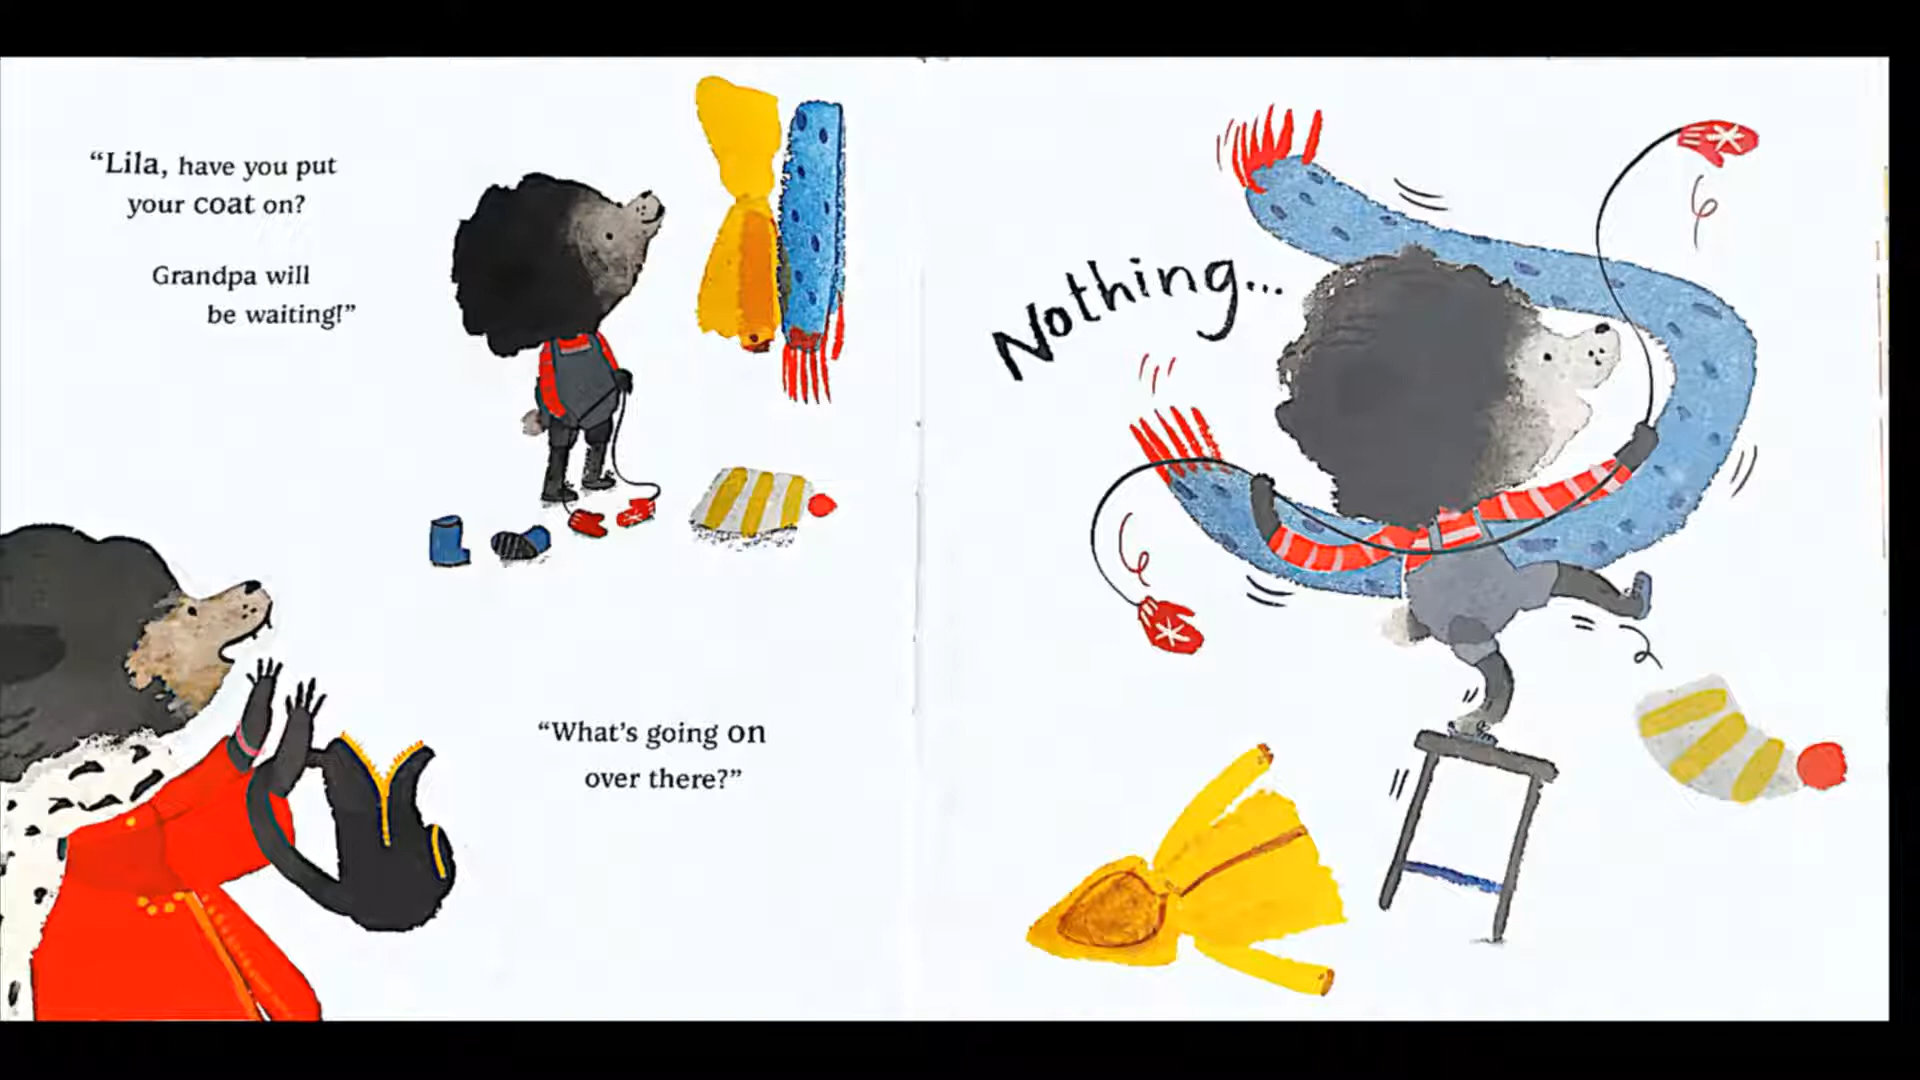 “Lila, have you put
your coat on?
Grandpa will
be waiting!”
“What’s going on
over there?”
Nothing...